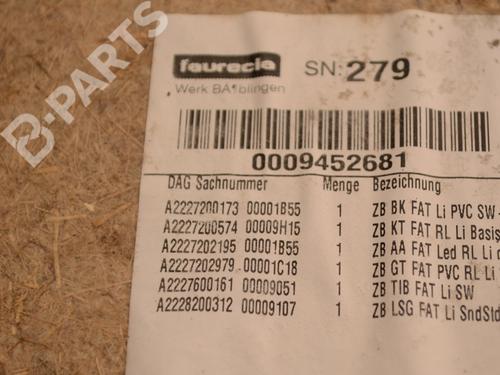 B-PARTS
faurecia SN: 279
Werk BA¶blingen
0009452681
DAG Sachnummer Menge Bezeichnung
A2227200173 00001B55 1 ZB BK FAT Li PVC SW -
A2227200574 00009H15 1 ZB KT FAT RL Li Basis
A2227202195 00001B55 1 ZB AA FAT Led RL Li
A2227202979 00001C18 1 ZB GT FAT PVC RL Li
A2227600161 00009051 1 ZB TIB FAT Li SW
A2228200312 00009107 1 ZB LSG FAT Li SndStd